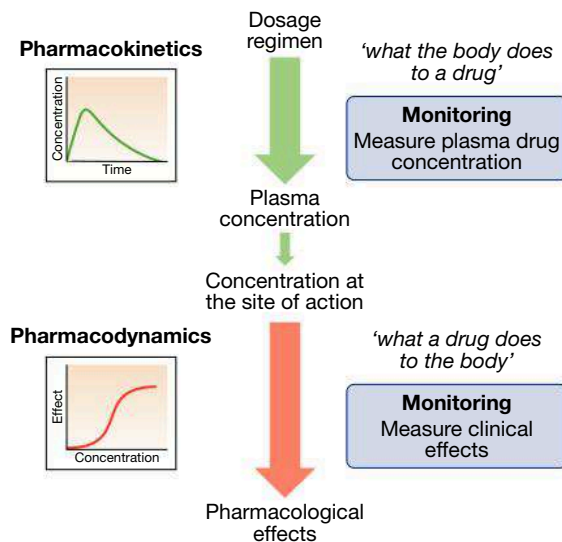 Dosage
regimen
Pharmacokinetics
Concentration
Time
‘what the body does
to a drug’
Monitoring
Measure plasma drug
concentration
Plasma
concentration
Concentration at
the site of action
Pharmacodynamics
Effect
Concentration
‘what a drug does
to the body’
Monitoring
Measure clinical
effects
Pharmacological
effects